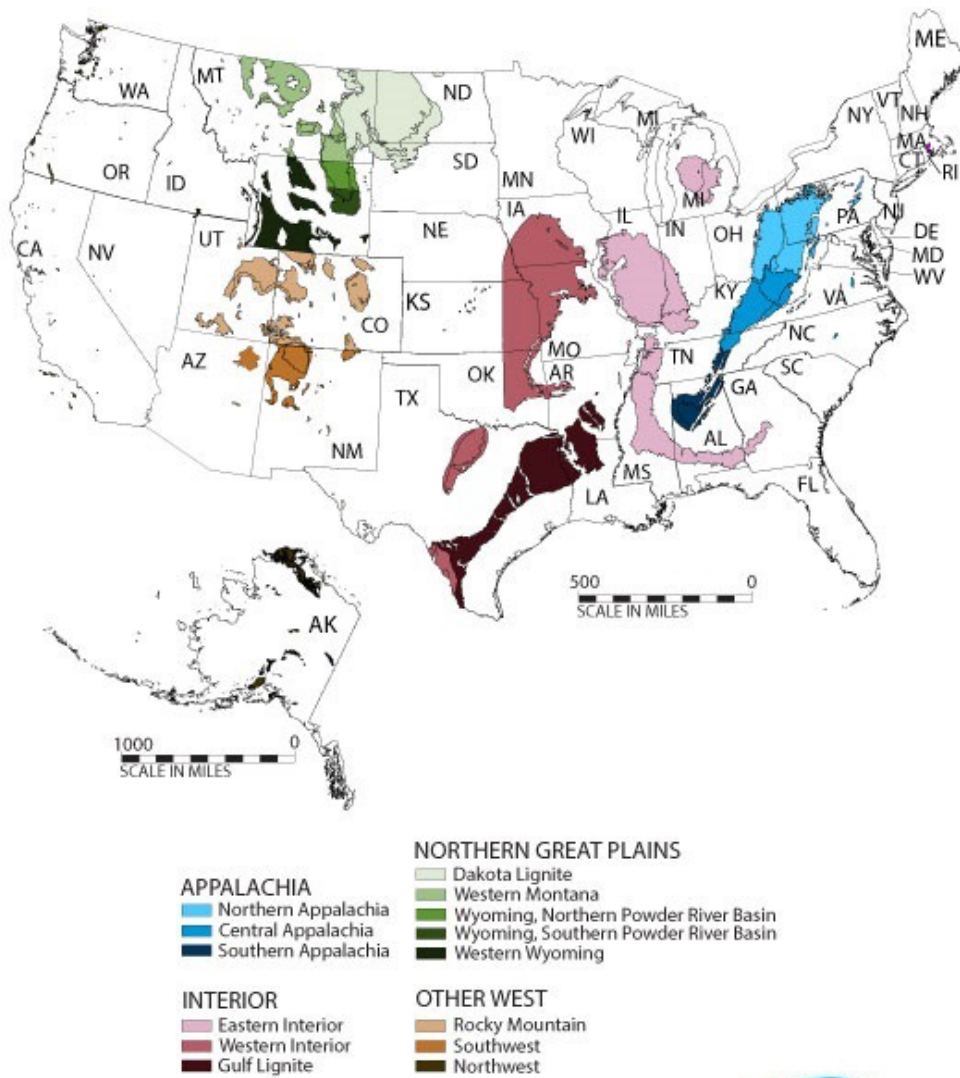 ME
WA
MT
ND
VT
NY
NH
MI
WI
MA
CT
RI
OR
ID
SD
MN
MI
IA
PA
NJ
NE
IL
IN
OH
DE
MD
WV
CA
NV
UT
KS
KY
VA
CO
MO
NC
AZ
OK
AR
TN
SC
TX
GA
NM
AL
MS
LA
FL
500 0
SCALE IN MILES
AK
1000 0
SCALE IN MILES
APPALACHIA
Northern Appalachia
Central Appalachia
Southern Appalachia
NORTHERN GREAT PLAINS
Dakota Lignite
Western Montana
Wyoming, Northern Powder River Basin
Wyoming, Southern Powder River Basin
Western Wyoming
INTERIOR
Eastern Interior
Western Interior
Gulf Lignite
OTHER WEST
Rocky Mountain
Southwest
Northwest